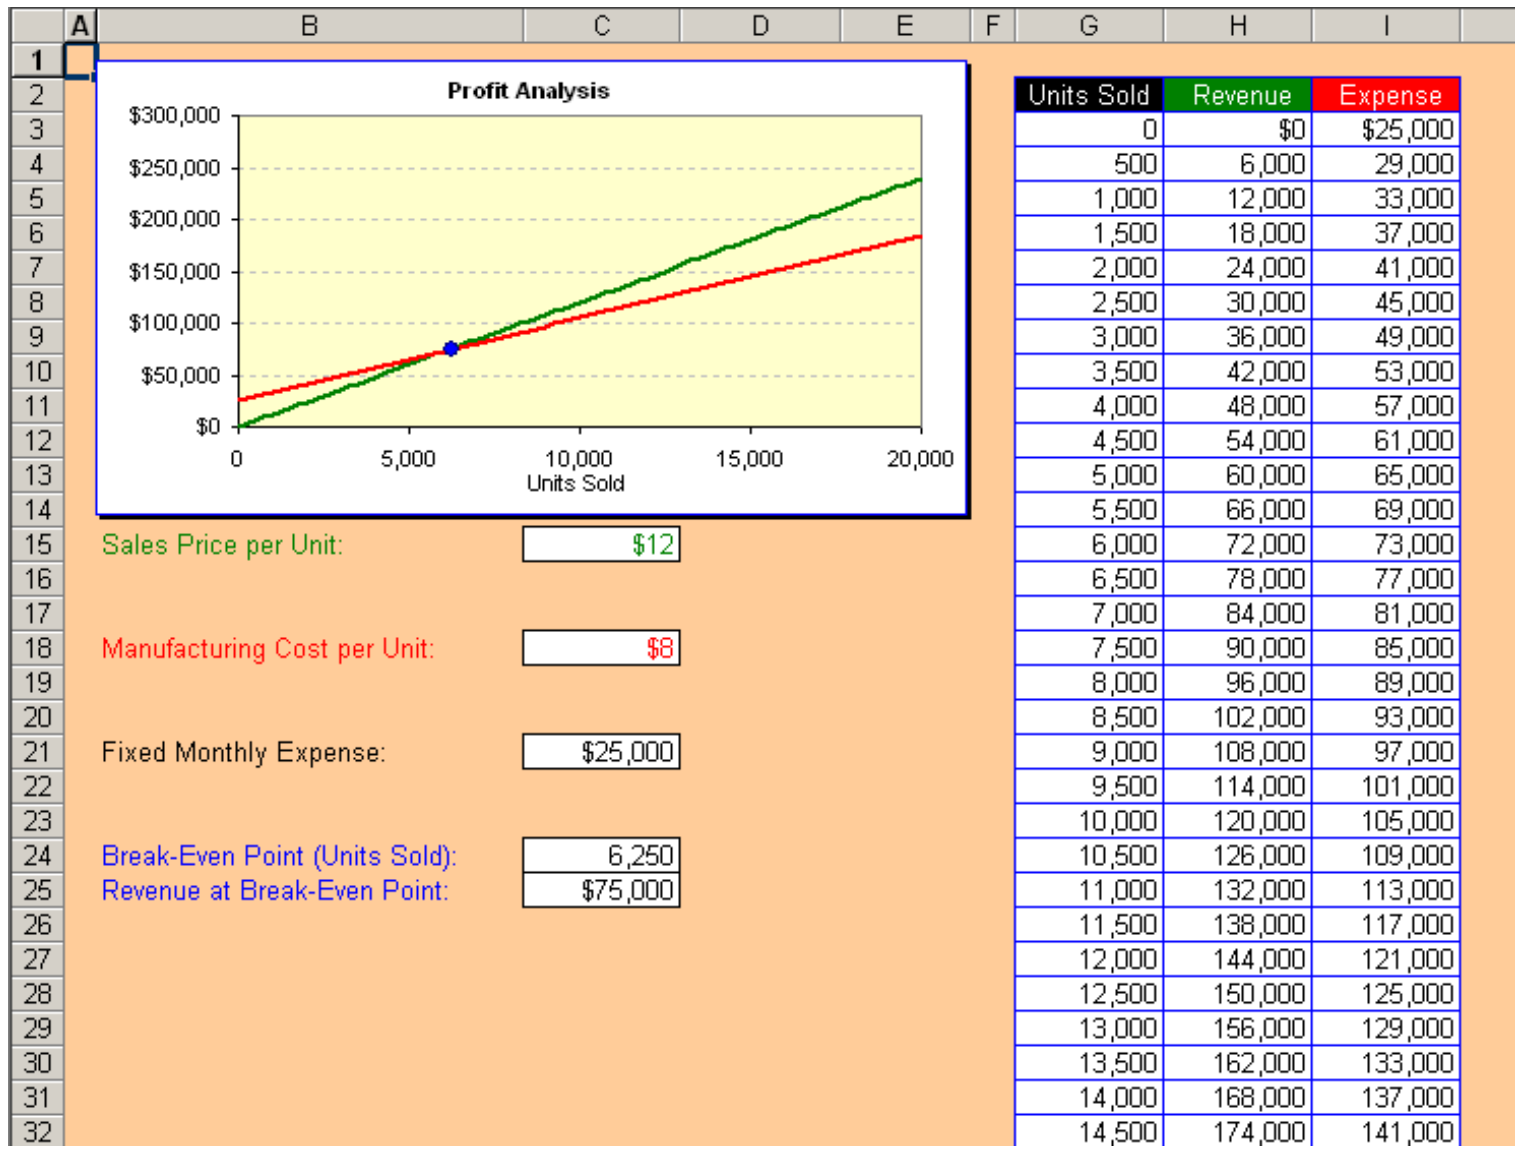 A B C D E F G H I
1
2 Units Sold Revenue Expense
3 0 $0 $25,000
4 500 6,000 29,000
5 1,000 12,000 33,000
6 1,500 18,000 37,000
7 2,000 24,000 41,000
8 2,500 30,000 45,000
9 3,000 36,000 49,000
10 3,500 42,000 53,000
11 4,000 48,000 57,000
12 4,500 54,000 61,000
13 5,000 60,000 65,000
14 5,500 66,000 69,000
Profit Analysis
$300,000
$250,000
$200,000
$150,000
$100,000
$50,000
$0
0 5,000 10,000 15,000 20,000
Units Sold
15 Sales Price per Unit: $12 6,000 72,000 73,000
16 6,500 78,000 77,000
17 7,000 84,000 81,000
18 Manufacturing Cost per Unit: $8 7,500 90,000 85,000
19 8,000 96,000 89,000
20 8,500 102,000 93,000
21 Fixed Monthly Expense: $25,000 9,000 108,000 97,000
22 9,500 114,000 101,000
23 10,000 120,000 105,000
24 Break-Even Point (Units Sold): 6,250 10,500 126,000 109,000
25 Revenue at Break-Even Point: $75,000 11,000 132,000 113,000
26 11,500 138,000 117,000
27 12,000 144,000 121,000
28 12,500 150,000 125,000
29 13,000 156,000 129,000
30 13,500 162,000 133,000
31 14,000 168,000 137,000
32 14,500 174,000 141,000